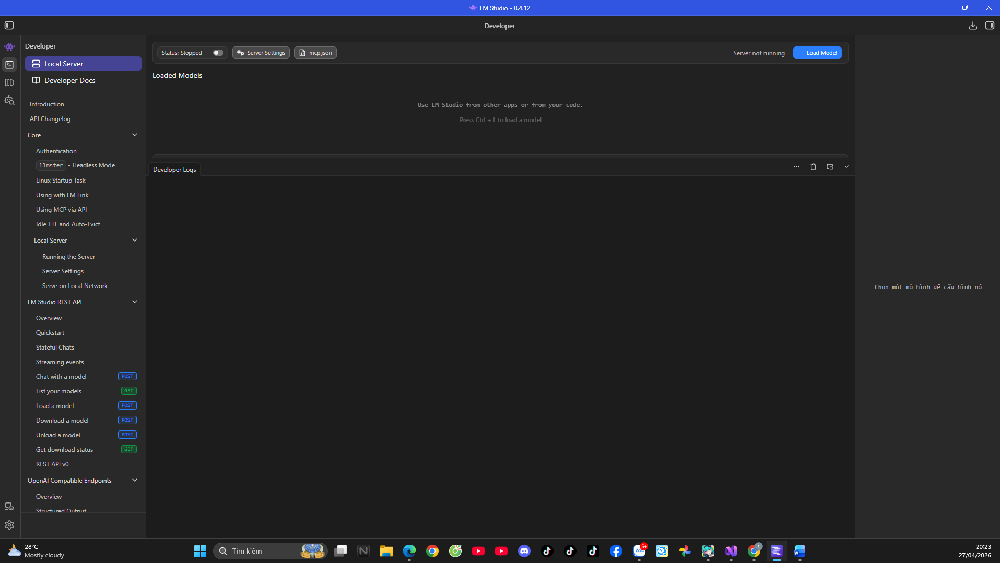 LM Studio - 0.4.12
Developer
Developer
Local Server
Developer Docs
Introduction
API Changelog
Core
Authentication
llmster - Headless Mode
Linux Startup Task
Using with LM Link
Using MCP via API
Idle TTL and Auto-Evict
Local Server
Running the Server
Server Settings
Serve on Local Network
LM Studio REST API
Overview
Quickstart
Stateful Chats
Streaming events
Chat with a model POST
List your models GET
Load a model POST
Download a model POST
Unload a model POST
Get download status GET
REST API v0
OpenAI Compatible Endpoints
Overview
Structured Output
Status: Stopped
Server Settings
mcp.json
Server not running
+ Load Model
Loaded Models
Use LM Studio from other apps or from your code.
Press Ctrl + L to load a model
Developer Logs
Chọn một mô hình để cấu hình nó
28°C
Mostly cloudy
Tìm kiếm
Zalo
5+
t
W
20:23
27/04/2026